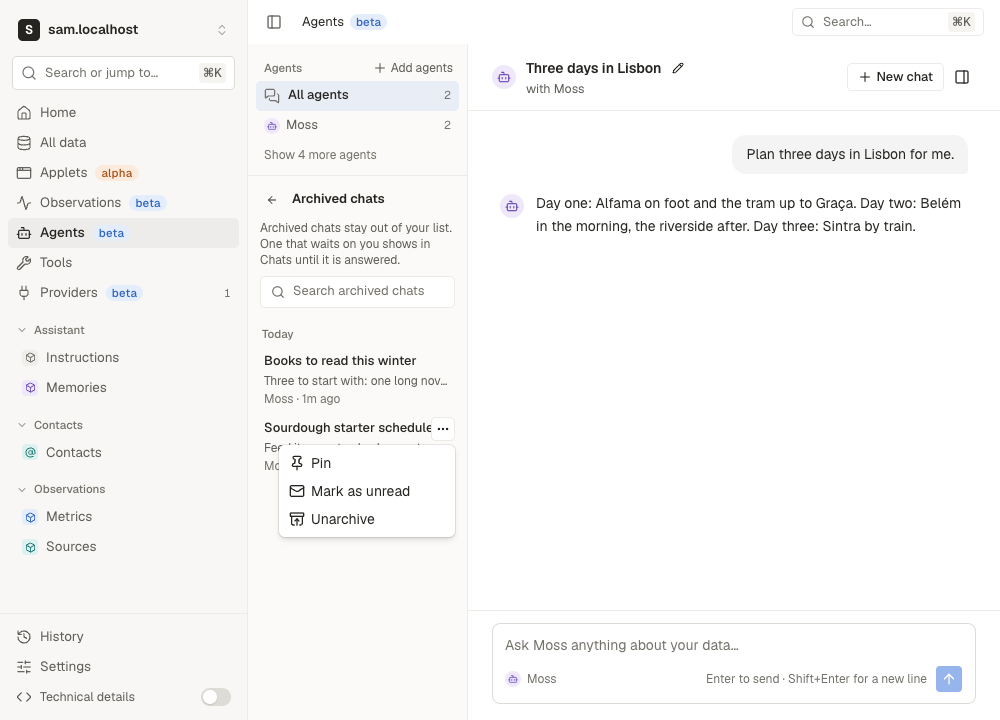 S sam.localhost
Search or jump to… ⌘K
Home
All data
Applets alpha
Observations beta
Agents beta
Tools
Providers beta 1
Assistant
Instructions
Memories
Contacts
Contacts
Observations
Metrics
Sources
History
Settings
Technical details
Agents beta
Search… ⌘K
Agents
Add agents
All agents 2
Moss 2
Show 4 more agents
Archived chats
Archived chats stay out of your list.
One that waits on you shows in
Chats until it is answered.
Search archived chats
Today
Books to read this winter
Three to start with: one long nov…
Moss · 1m ago
Sourdough starter schedule
Pin
Mark as unread
Unarchive
Three days in Lisbon
with Moss
New chat
Plan three days in Lisbon for me.
Day one: Alfama on foot and the tram up to Graça. Day two: Belém
in the morning, the riverside after. Day three: Sintra by train.
Ask Moss anything about your data…
Moss
Enter to send · Shift+Enter for a new line